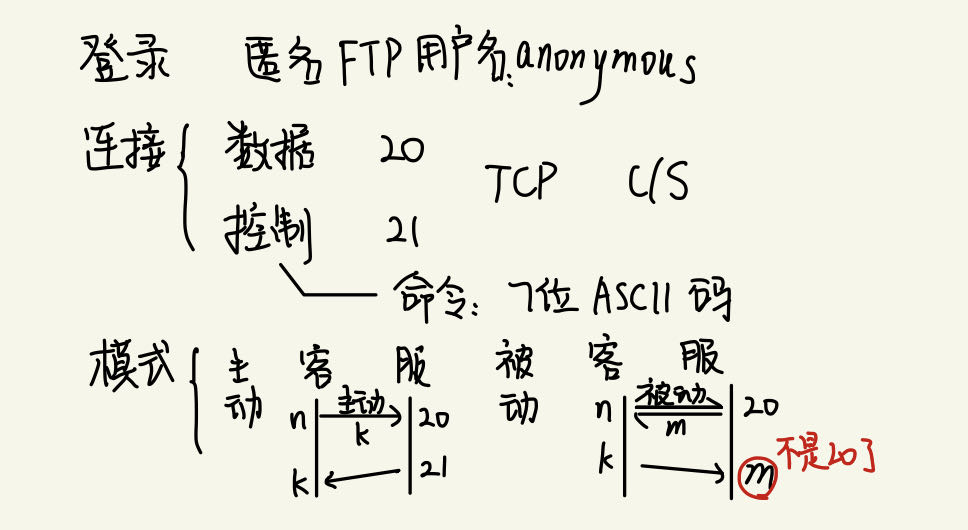 登录 匿名FTP用户名:anonymous
连接 数据 20 TCP C/S
控制 21
命令: 7位ASCII码
模式 主动 客 服 被动 客 服
n 主动 k 20 n 被动 m 20
k 21 k m 不是20了